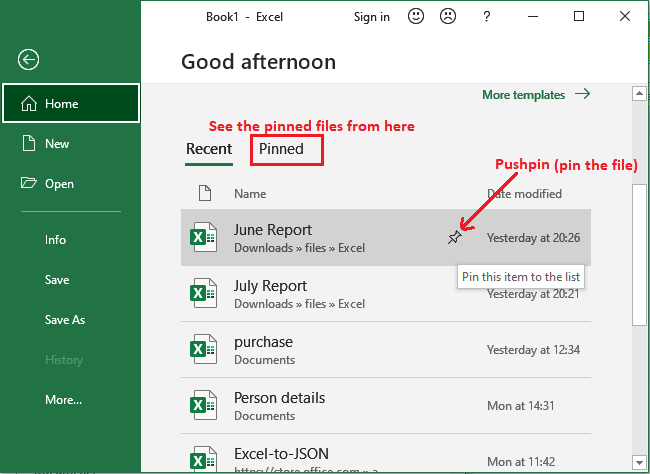 Book1 - Excel Sign in ?
Good afternoon
Home
New
Open
Info
Save
Save As
History
More...
More templates
See the pinned files from here
Recent Pinned
Pushpin (pin the file)
Name Date modified
June Report
Downloads » files » Excel
Yesterday at 20:26
Pin this item to the list
July Report
Downloads » files » Excel
Yesterday at 20:21
purchase
Documents
Yesterday at 12:34
Person details
Documents
Mon at 14:31
Excel-to-JSON
https://store.office.com » a
Mon at 11:42